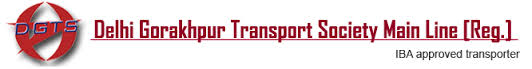 DGTS
Delhi Gorakhpur Transport Society Main Line [Reg.]
IBA approved transporter